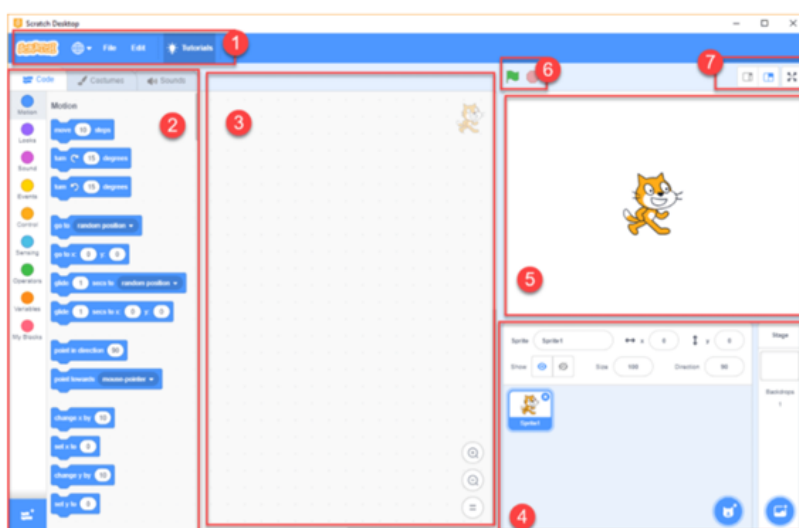 Scratch Desktop
SCRATCH File Edit Tutorials
1
Code Costumes Sounds
6
7
Motion
Motion
2
3
move 10 steps
Looks
turn 15 degrees
Sound
turn 15 degrees
Events
go to random position
Control
go to x: 0 y: 0
Sensing
glide 1 secs to random position
Operators
glide 1 secs to x: 0 y: 0
Variables
My Blocks
point in direction 90
point towards mouse-pointer
change x by 10
set x to 0
change y by 10
set y to 0
5
Sprite Sprite1 x 0 y 0
Show Size 100 Direction 90
Stage
Backdrops
1
Sprite1
4